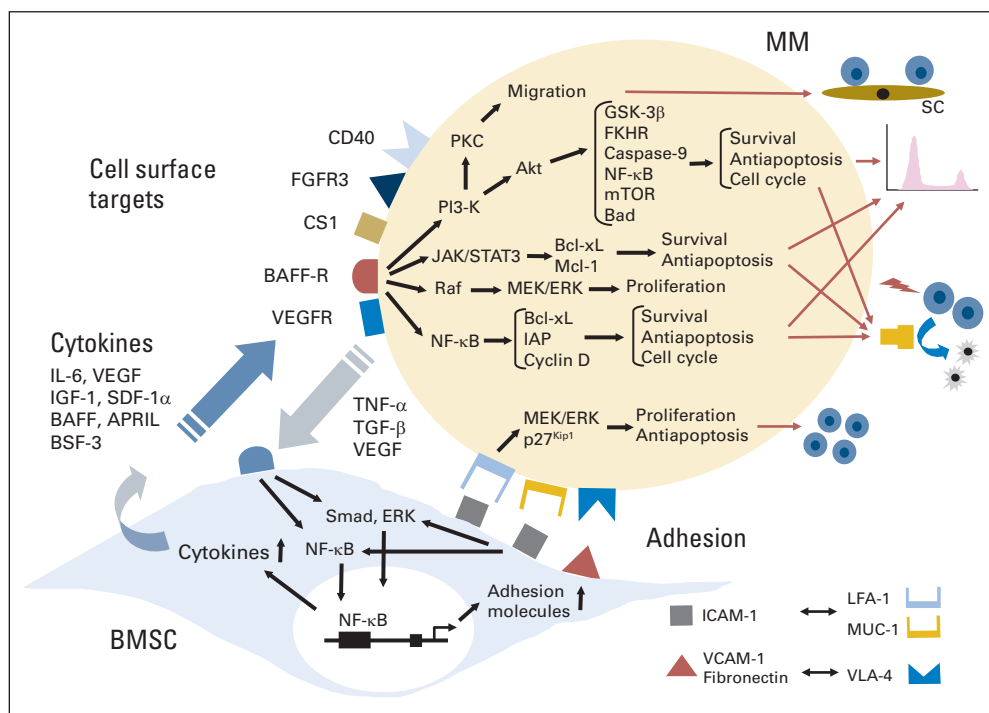 MM
SC
Cell surface
targets
CD40
FGFR3
CS1
BAFF-R
VEGFR
Migration
PKC
PI3-K
Akt
GSK-3β
FKHR
Caspase-9
NF-κB
mTOR
Bad
Survival
Antiapoptosis
Cell cycle
JAK/STAT3
Bcl-xL
Mcl-1
Survival
Antiapoptosis
Raf
MEK/ERK
Proliferation
NF-κB
Bcl-xL
IAP
Cyclin D
Survival
Antiapoptosis
Cell cycle
MEK/ERK
p27Kip1
Proliferation
Antiapoptosis
Cytokines
IL-6, VEGF
IGF-1, SDF-1α
BAFF, APRIL
BSF-3
TNF-α
TGF-β
VEGF
Smad, ERK
Cytokines
NF-κB
NF-κB
Adhesion
molecules
BMSC
Adhesion
ICAM-1
LFA-1
MUC-1
VCAM-1
Fibronectin
VLA-4